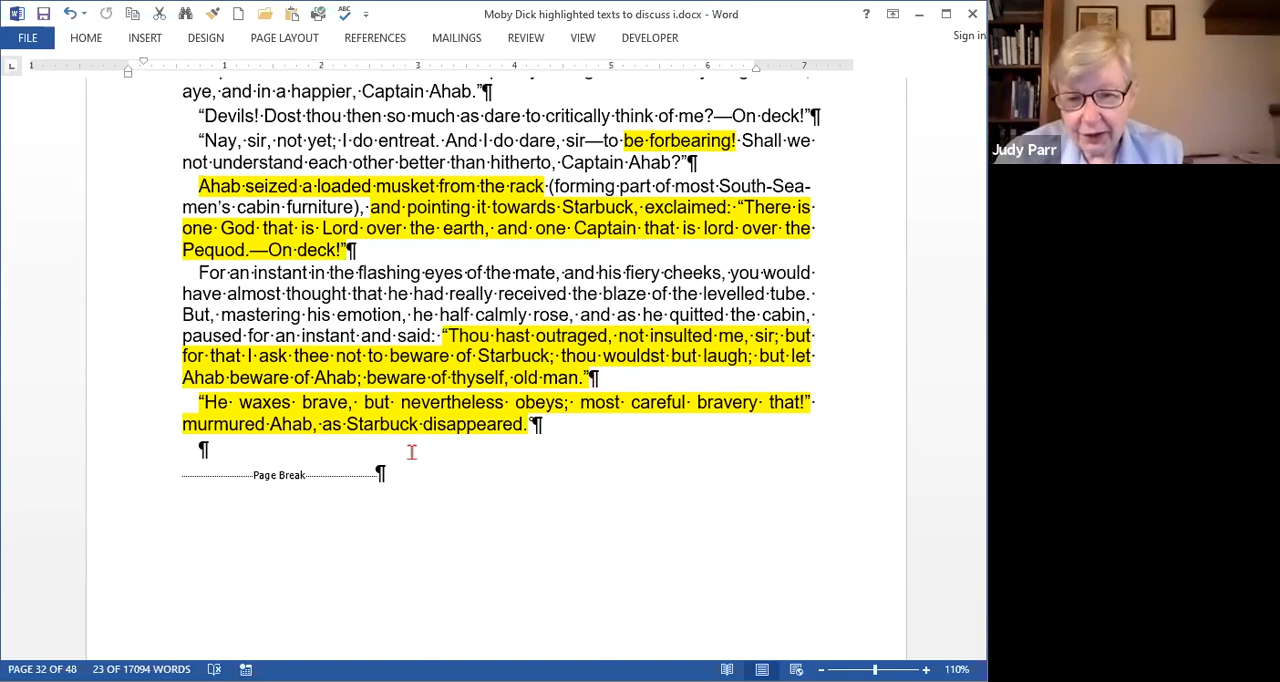 Moby Dick highlighted texts to discuss i.docx - Word
FILE HOME INSERT DESIGN PAGE LAYOUT REFERENCES MAILINGS REVIEW VIEW DEVELOPER Sign in
1 1 2 3 4 5 6 7
aye, and in a happier, Captain Ahab.”¶
“Devils! Dost thou then so much as dare to critically think of me?—On deck!”¶
“Nay, sir, not yet; I do entreat. And I do dare, sir—to be forbearing! Shall we
not understand each other better than hitherto, Captain Ahab?”¶
Ahab seized a loaded musket from the rack (forming part of most South-Sea-
men’s cabin furniture), and pointing it towards Starbuck, exclaimed: “There is
one God that is Lord over the earth, and one Captain that is lord over the
Pequod.—On deck!”¶
For an instant in the flashing eyes of the mate, and his fiery cheeks, you would
have almost thought that he had really received the blaze of the levelled tube.
But, mastering his emotion, he half calmly rose, and as he quitted the cabin,
paused for an instant and said: “Thou hast outraged, not insulted me, sir; but
for that I ask thee not to beware of Starbuck; thou wouldst but laugh; but let
Ahab beware of Ahab; beware of thyself, old man.”¶
“He waxes brave, but nevertheless obeys; most careful bravery that!”
murmured Ahab, as Starbuck disappeared.¶
¶
Page Break¶
PAGE 32 OF 48 23 OF 17094 WORDS 110%
Judy Parr